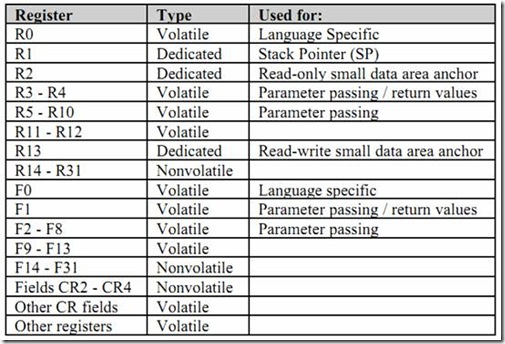 Register Type Used for:
R0 Volatile Language Specific
R1 Dedicated Stack Pointer (SP)
R2 Dedicated Read-only small data area anchor
R3 - R4 Volatile Parameter passing / return values
R5 - R10 Volatile Parameter passing
R11 - R12 Volatile
R13 Dedicated Read-write small data area anchor
R14 - R31 Nonvolatile
F0 Volatile Language specific
F1 Volatile Parameter passing / return values
F2 - F8 Volatile Parameter passing
F9 - F13 Volatile
F14 - F31 Nonvolatile
Fields CR2 - CR4 Nonvolatile
Other CR fields Volatile
Other registers Volatile